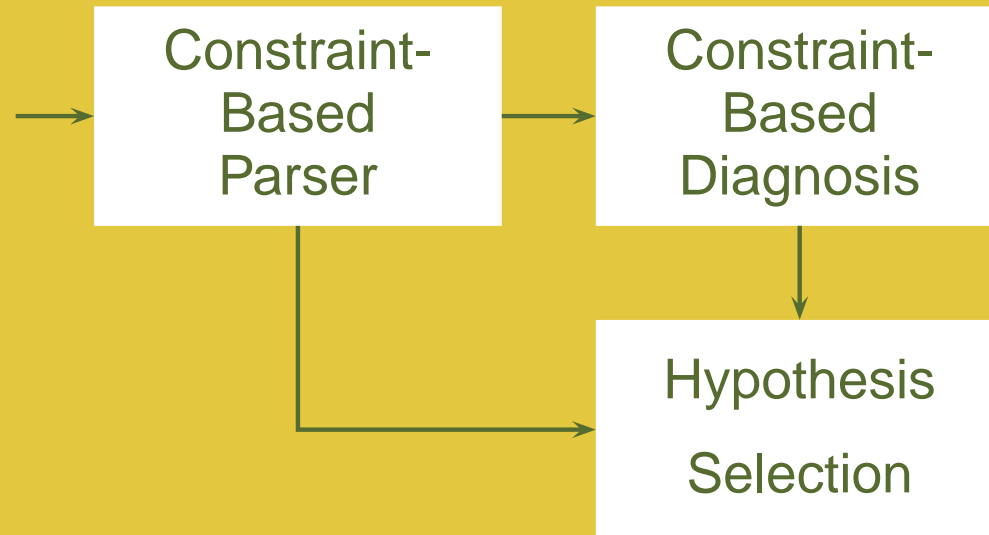 Constraint-
Based
Parser
Constraint-
Based
Diagnosis
Hypothesis
Selection